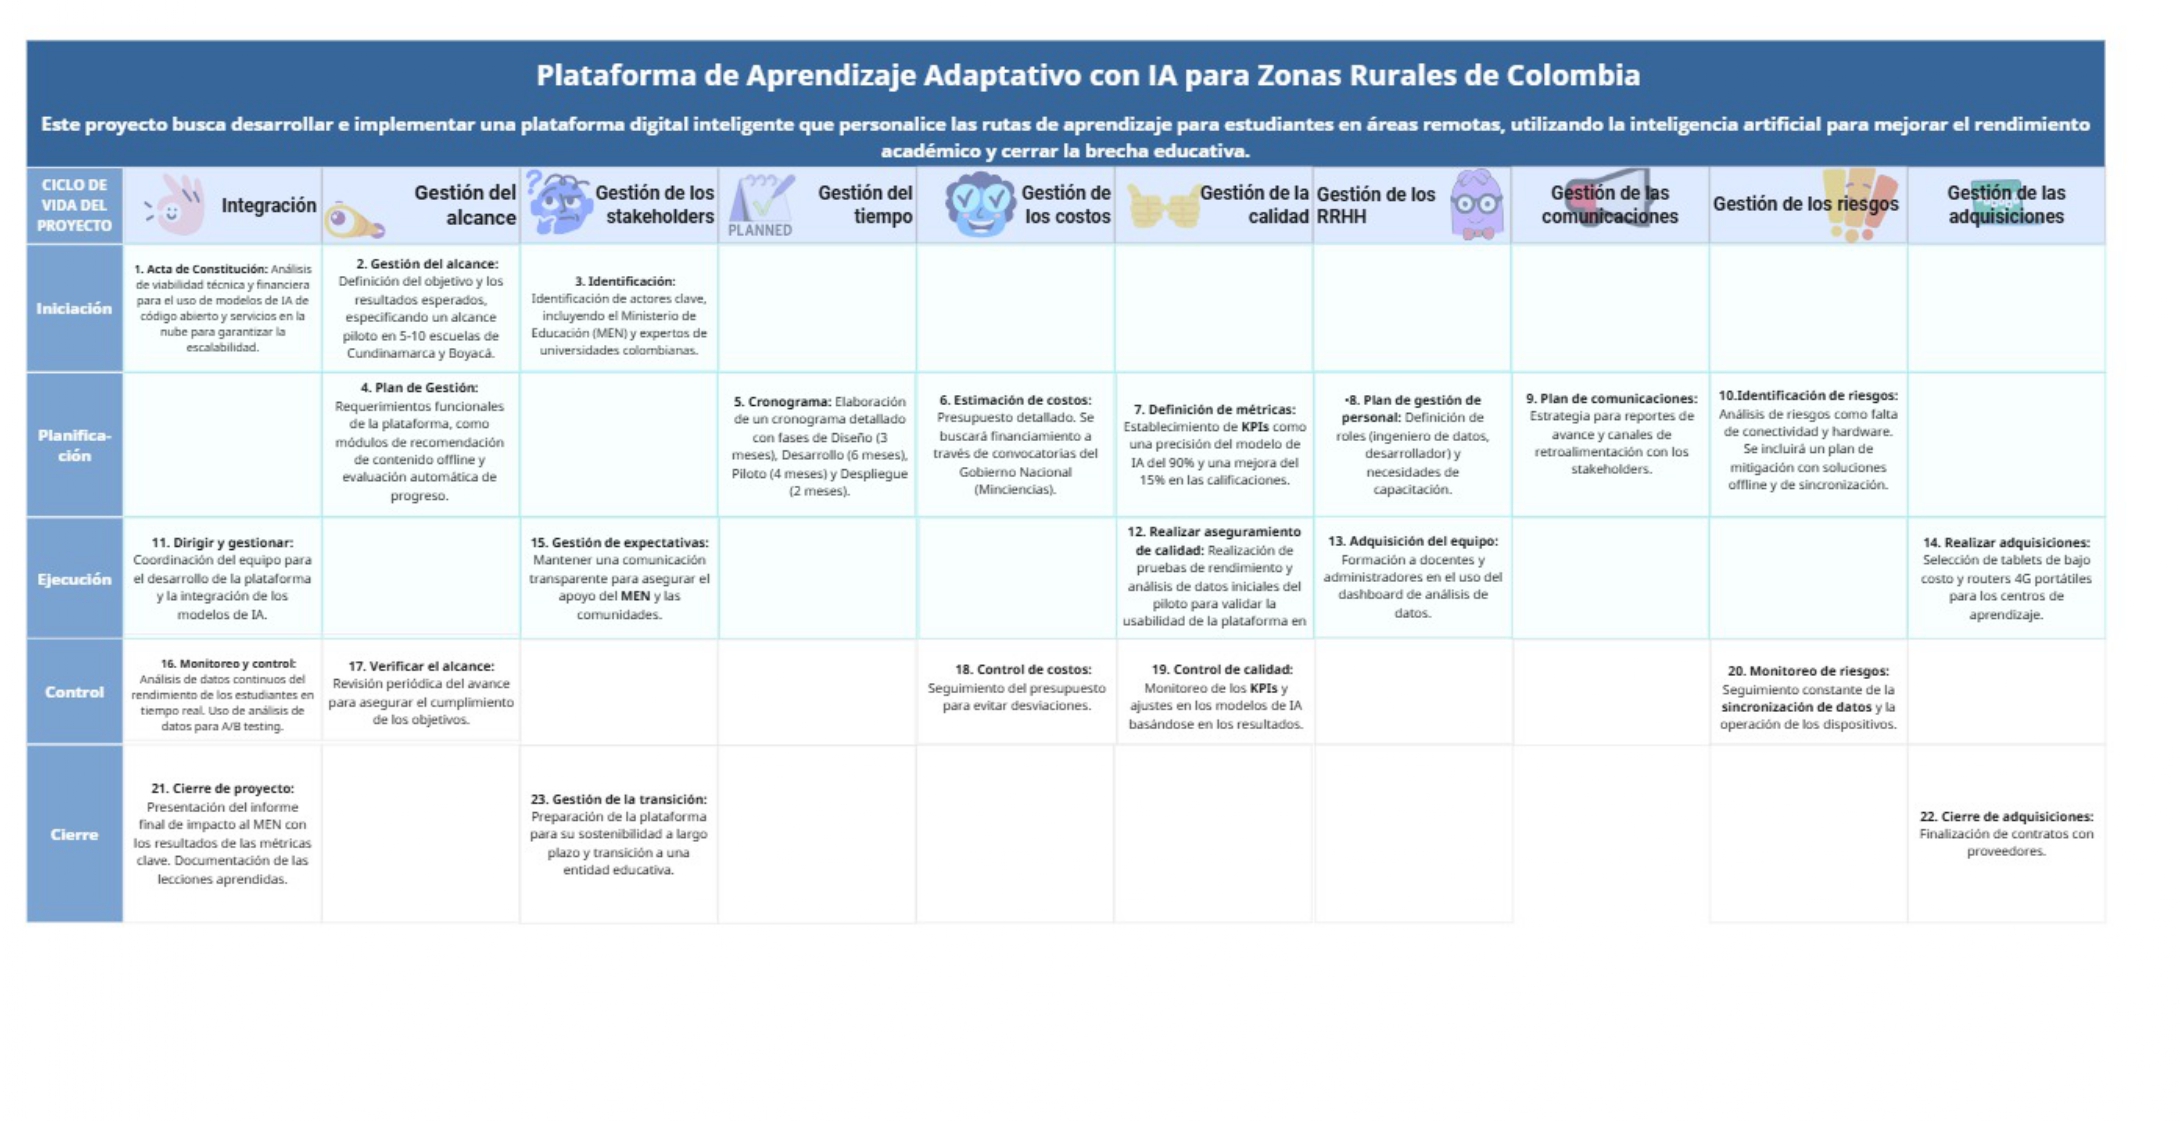 Plataforma de Aprendizaje Adaptativo con IA para Zonas Rurales de Colombia
Este proyecto busca desarrollar e implementar una plataforma digital inteligente que personalice las rutas de aprendizaje para estudiantes en áreas remotas, utilizando la inteligencia artificial para mejorar el rendimiento
académico y cerrar la brecha educativa.
CICLO DE
VIDA DEL
PROYECTO
Integración
Gestión del
alcance
Gestión de los
stakeholders
PLANNED
Gestión del
tiempo
Gestión de
los costos
Gestión de la
calidad
Gestión de los
RRHH
Gestión de las
comunicaciones
Gestión de los riesgos
Gestión de las
adquisiciones
Iniciación
1. Acta de Constitución: Análisis
de viabilidad técnica y financiera
para el uso de modelos de IA de
código abierto y servicios en la
nube para garantizar la
escalabilidad.
2. Gestión del alcance:
Definición del objetivo y los
resultados esperados,
especificando un alcance
piloto en 5-10 escuelas de
Cundinamarca y Boyacá.
3. Identificación:
Identificación de actores clave,
incluyendo el Ministerio de
Educación (MEN) y expertos de
universidades colombianas.
Planifica-
ción
4. Plan de Gestión:
Requerimientos funcionales
de la plataforma, como
módulos de recomendación
de contenido offline y
evaluación automática de
progreso.
5. Cronograma: Elaboración
de un cronograma detallado
con fases de Diseño (3
meses), Desarrollo (6 meses),
Piloto (4 meses) y Despliegue
(2 meses).
6. Estimación de costos:
Presupuesto detallado. Se
buscará financiamiento a
través de convocatorias del
Gobierno Nacional
(Minciencias).
7. Definición de métricas:
Establecimiento de KPIs como
una precisión del modelo de
IA del 90% y una mejora del
15% en las calificaciones.
•8. Plan de gestión de
personal: Definición de
roles (ingeniero de datos,
desarrollador) y
necesidades de
capacitación.
9. Plan de comunicaciones:
Estrategia para reportes de
avance y canales de
retroalimentación con los
stakeholders.
10.Identificación de riesgos:
Análisis de riesgos como falta
de conectividad y hardware.
Se incluirá un plan de
mitigación con soluciones
offline y de sincronización.
Ejecución
11. Dirigir y gestionar:
Coordinación del equipo para
el desarrollo de la plataforma
y la integración de los
modelos de IA.
15. Gestión de expectativas:
Mantener una comunicación
transparente para asegurar el
apoyo del MEN y las
comunidades.
12. Realizar aseguramiento
de calidad: Realización de
pruebas de rendimiento y
análisis de datos iniciales del
piloto para validar la
usabilidad de la plataforma en
13. Adquisición del equipo:
Formación a docentes y
administradores en el uso del
dashboard de análisis de
datos.
14. Realizar adquisiciones:
Selección de tablets de bajo
costo y routers 4G portátiles
para los centros de
aprendizaje.
Control
16. Monitoreo y control:
Análisis de datos continuos del
rendimiento de los estudiantes en
tiempo real. Uso de análisis de
datos para A/B testing.
17. Verificar el alcance:
Revisión periódica del avance
para asegurar el cumplimiento
de los objetivos.
18. Control de costos:
Seguimiento del presupuesto
para evitar desviaciones.
19. Control de calidad:
Monitoreo de los KPIs y
ajustes en los modelos de IA
basándose en los resultados.
20. Monitoreo de riesgos:
Seguimiento constante de la
sincronización de datos y la
operación de los dispositivos.
Cierre
21. Cierre de proyecto:
Presentación del informe
final de impacto al MEN con
los resultados de las métricas
clave. Documentación de las
lecciones aprendidas.
23. Gestión de la transición:
Preparación de la plataforma
para su sostenibilidad a largo
plazo y transición a una
entidad educativa.
22. Cierre de adquisiciones:
Finalización de contratos con
proveedores.